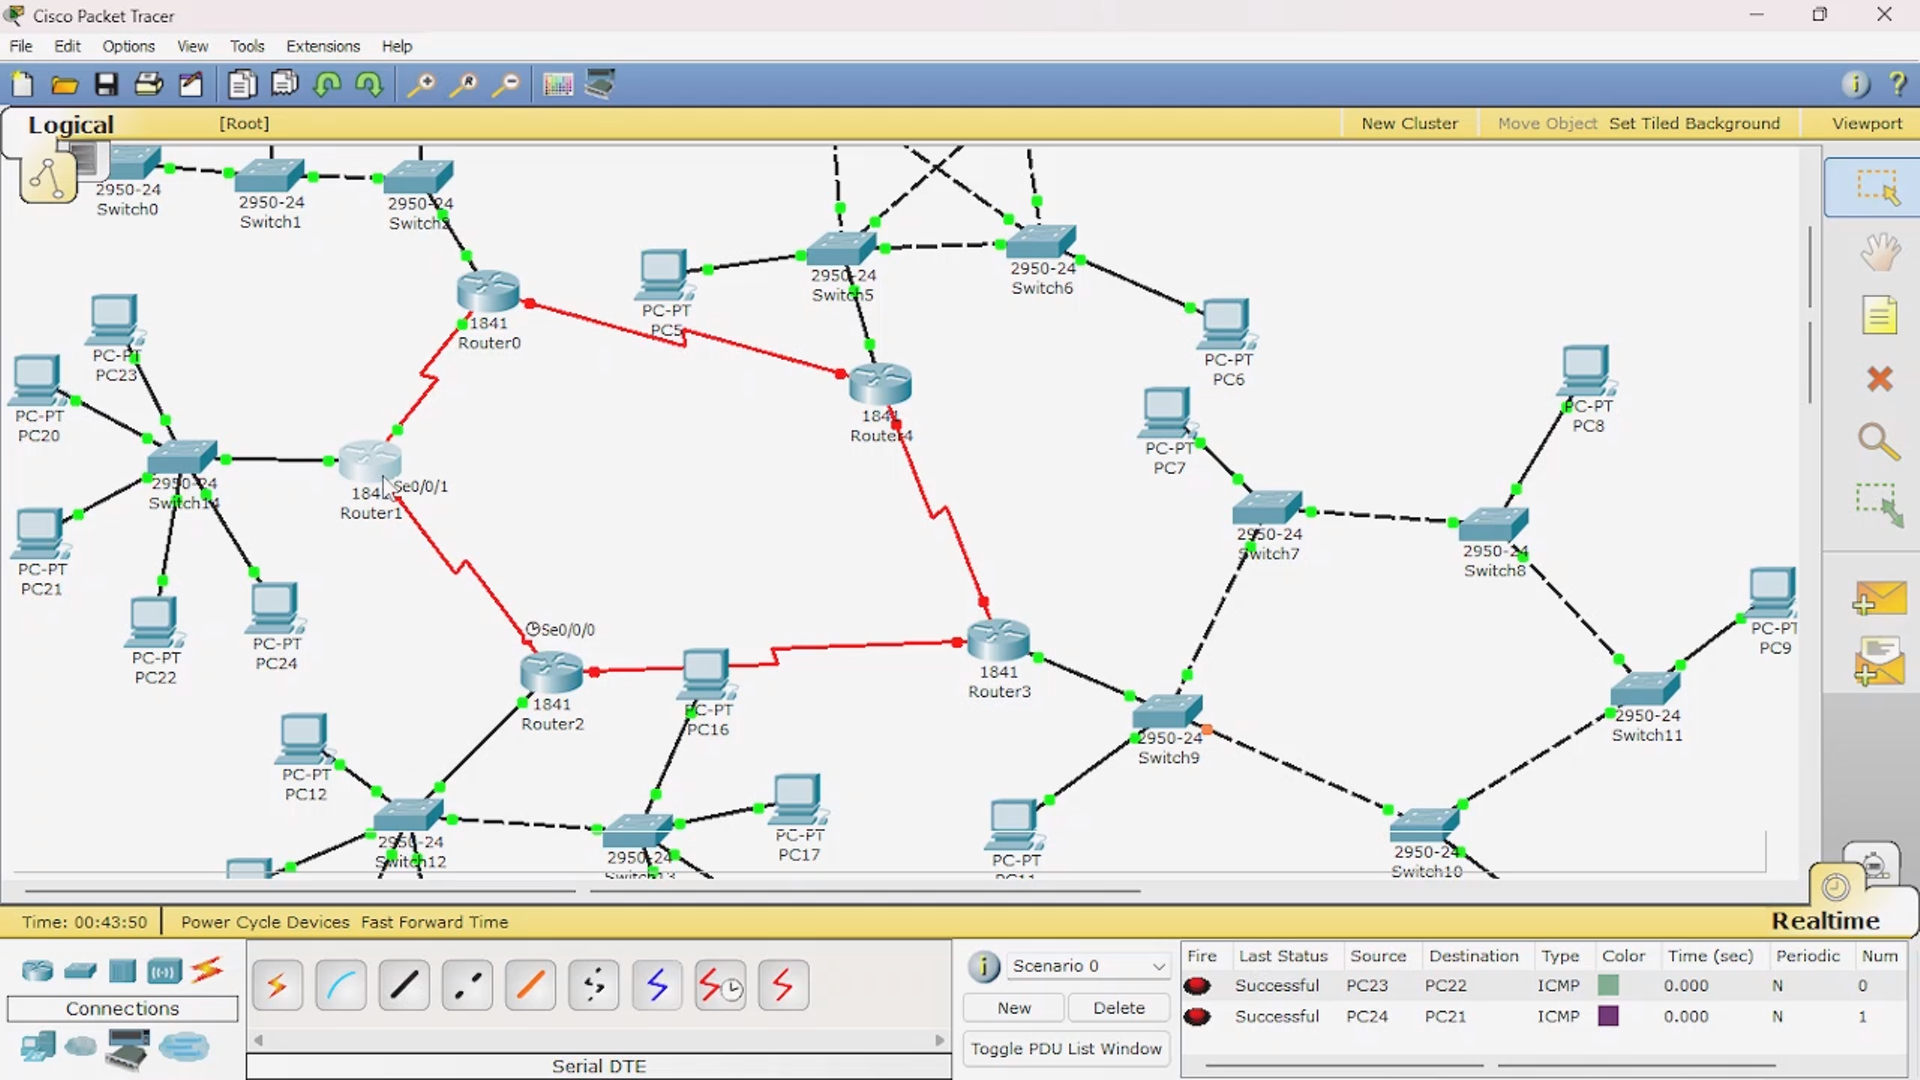 Cisco Packet Tracer
File Edit Options View Tools Extensions Help
Logical [Root] New Cluster Move Object Set Tiled Background Viewport
2950-24
Switch0
2950-24
Switch1
2950-24
Switch2
1841
Router0
PC-PT
PC5
2950-24
Switch5
2950-24
Switch6
PC-PT
PC6
PC-PT
PC23
PC-PT
PC20
2950-24
Switch14
1841
Router1
Se0/0/1
1841
Router4
PC-PT
PC7
PC-PT
PC8
2950-24
Switch7
2950-24
Switch8
PC-PT
PC21
PC-PT
PC22
PC-PT
PC24
Se0/0/0
1841
Router2
PC-PT
PC16
1841
Router3
PC-PT
PC9
2950-24
Switch9
2950-24
Switch11
PC-PT
PC12
2950-24
Switch12
2950-24
Switch13
PC-PT
PC17
PC-PT
PC11
2950-24
Switch10
Time: 00:43:50 Power Cycle Devices Fast Forward Time Realtime
Connections
Serial DTE
Scenario 0
New Delete
Toggle PDU List Window
Fire Last Status Source Destination Type Color Time (sec) Periodic Num
Successful PC23 PC22 ICMP 0.000 N 0
Successful PC24 PC21 ICMP 0.000 N 1